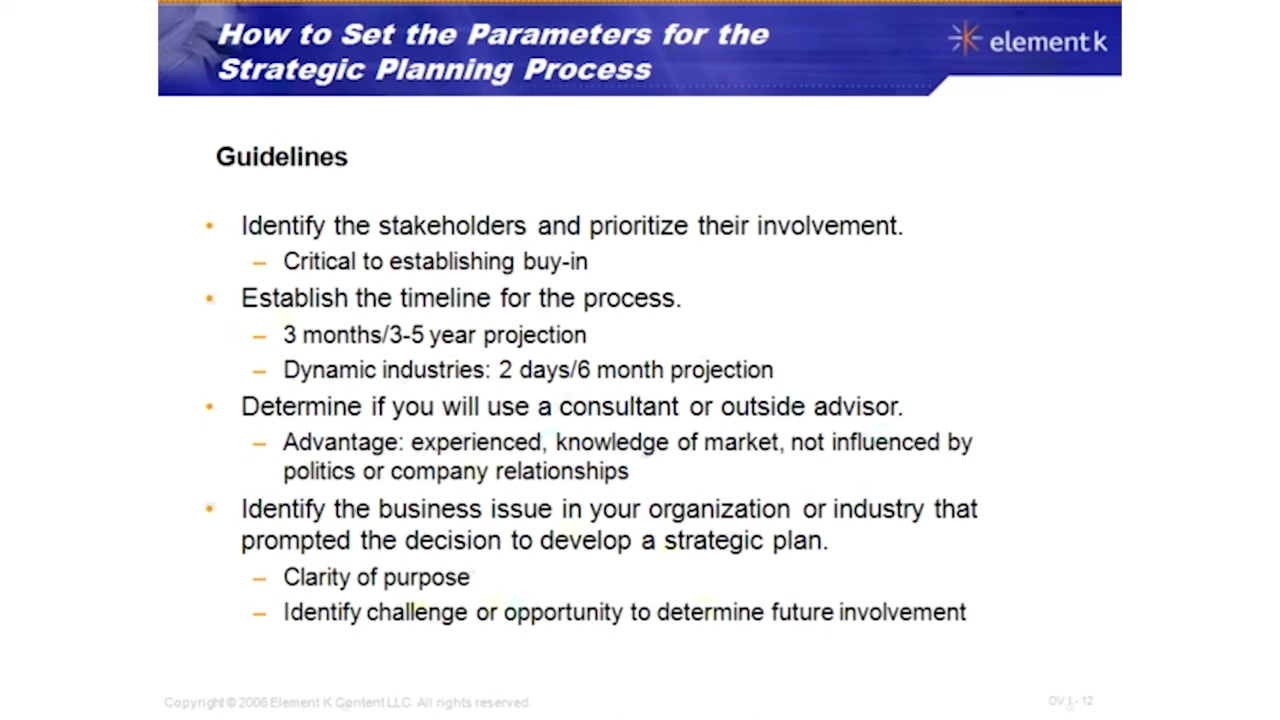 How to Set the Parameters for the
Strategic Planning Process
element k
Guidelines
• Identify the stakeholders and prioritize their involvement.
– Critical to establishing buy-in
• Establish the timeline for the process.
– 3 months/3-5 year projection
– Dynamic industries: 2 days/6 month projection
• Determine if you will use a consultant or outside advisor.
– Advantage: experienced, knowledge of market, not influenced by
politics or company relationships
• Identify the business issue in your organization or industry that
prompted the decision to develop a strategic plan.
– Clarity of purpose
– Identify challenge or opportunity to determine future involvement
Copyright © 2006 Element K Content LLC. All rights reserved.
OV 1 - 12